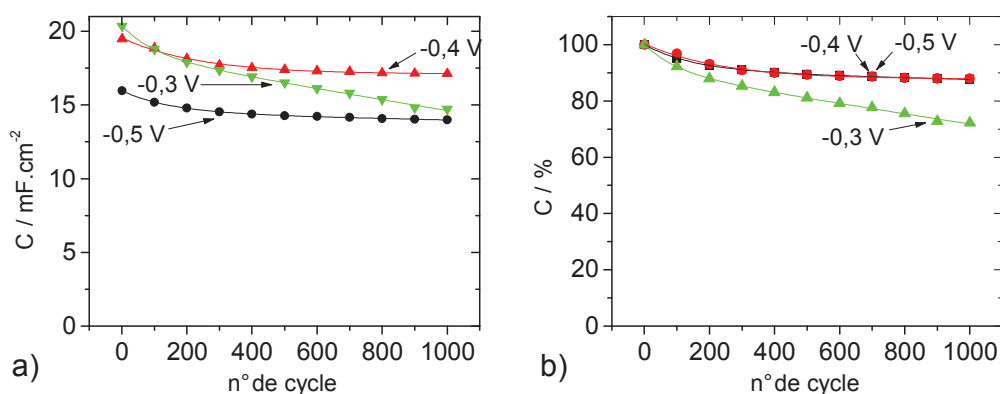 20
15
10
5
0
C / mF.cm-2
-0,4 V
-0,3 V
-0,5 V
0 200 400 600 800 1000
n° de cycle
a)
100
80
60
40
20
0
C / %
-0,4 V
-0,5 V
-0,3 V
0 200 400 600 800 1000
n° de cycle
b)